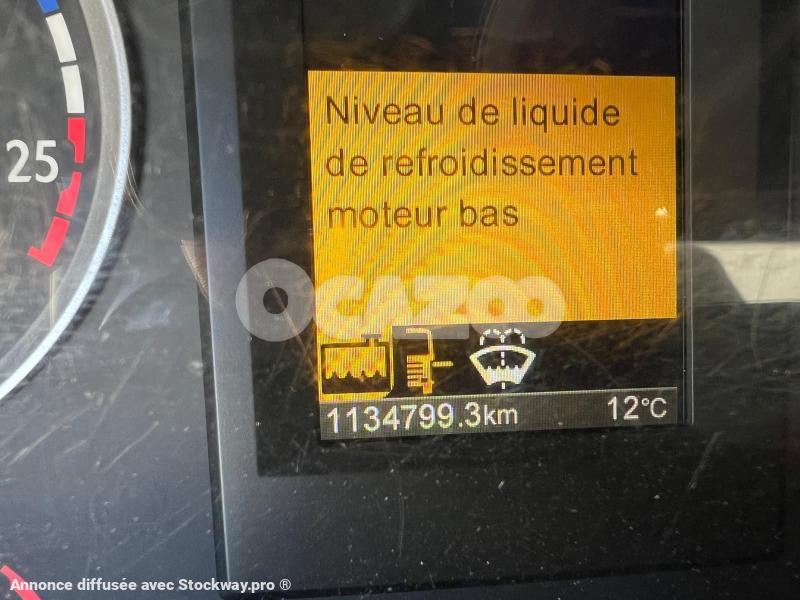 25
Niveau de liquide
de refroidissement
moteur bas
OCAZOO
1134799.3km 12°C
Annonce diffusée avec Stockway.pro ®